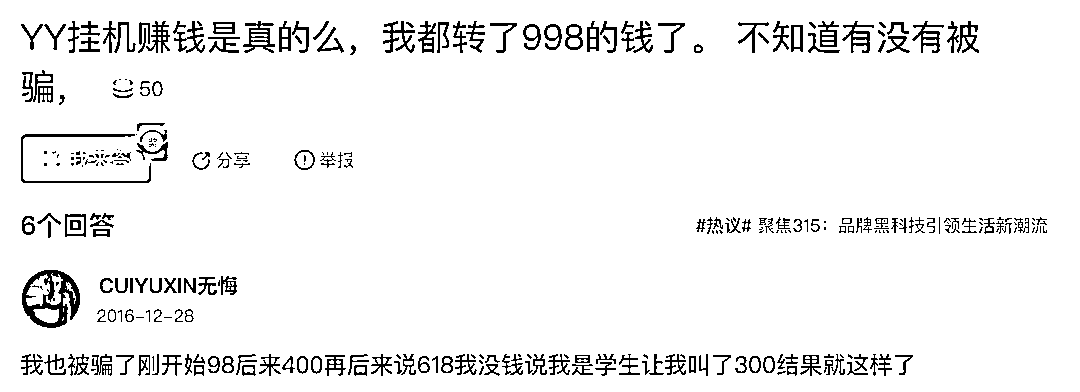 YY挂机赚钱是真的么，我都转了998的钱了。 不知道有没有被
骗， 50
奖
我来答 分享 举报
6个回答 #热议# 聚焦315：品牌黑科技引领生活新潮流
CUIYUXIN无悔
2016-12-28
我也被骗了刚开始98后来400再后来说618我没钱说我是学生让我叫了300结果就这样了